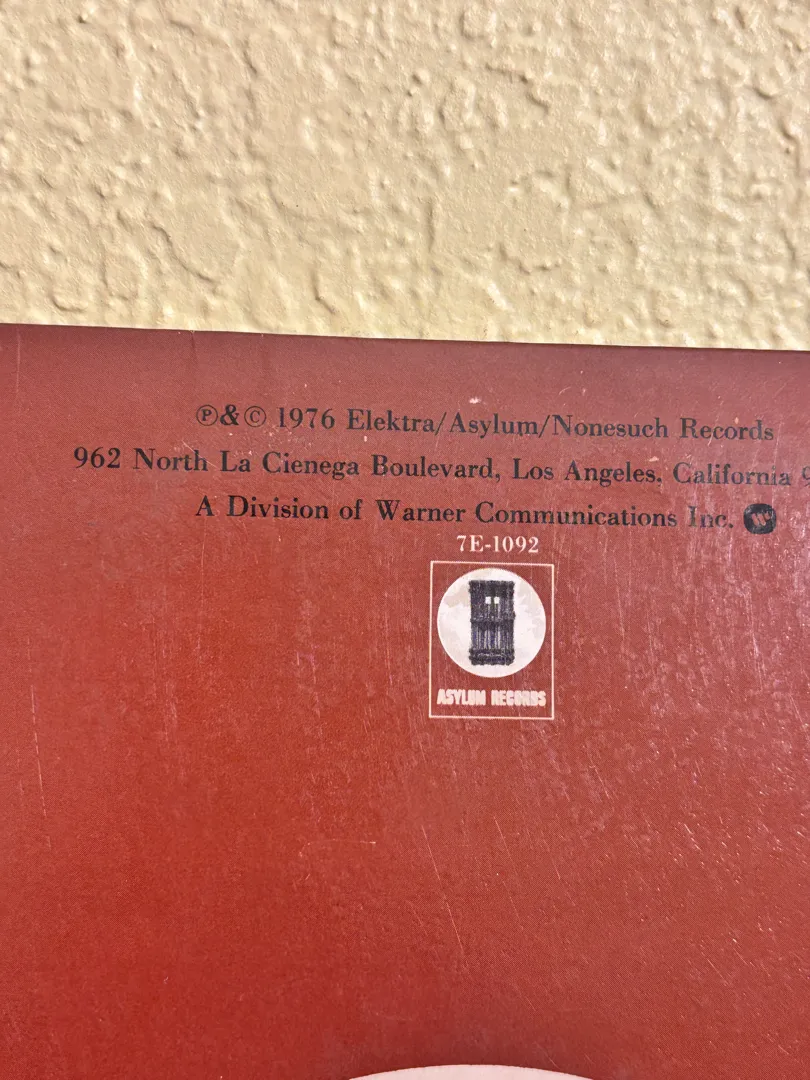 ℗&© 1976 Elektra/Asylum/Nonesuch Records
962 North La Cienega Boulevard, Los Angeles, California 9
A Division of Warner Communications Inc.
7E-1092
ASYLUM RECORDS